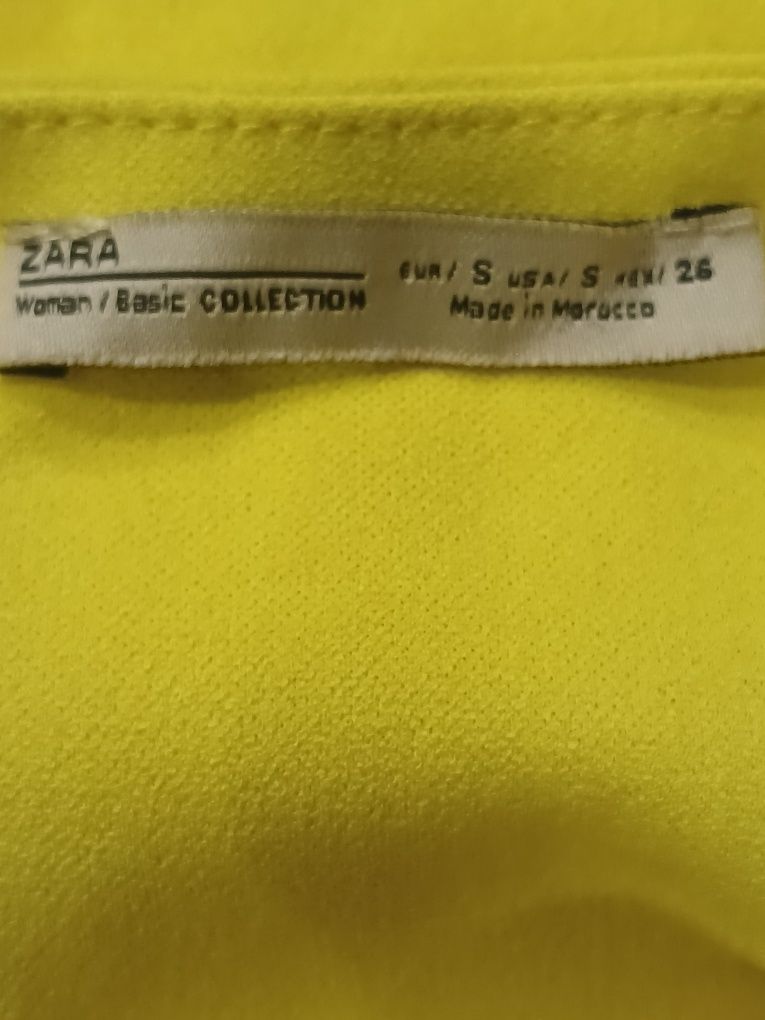 ZARA
Woman / Basic COLLECTION
EUR/ S USA/ S MEX/ 26
Made in Morocco